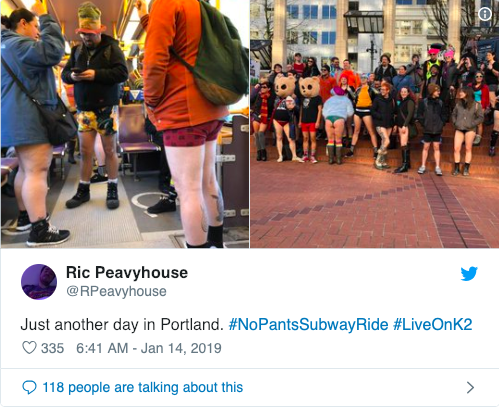 Ric Peavyhouse
@RPeavyhouse
Just another day in Portland. #NoPantsSubwayRide #LiveOnK2
335 6:41 AM - Jan 14, 2019
118 people are talking about this